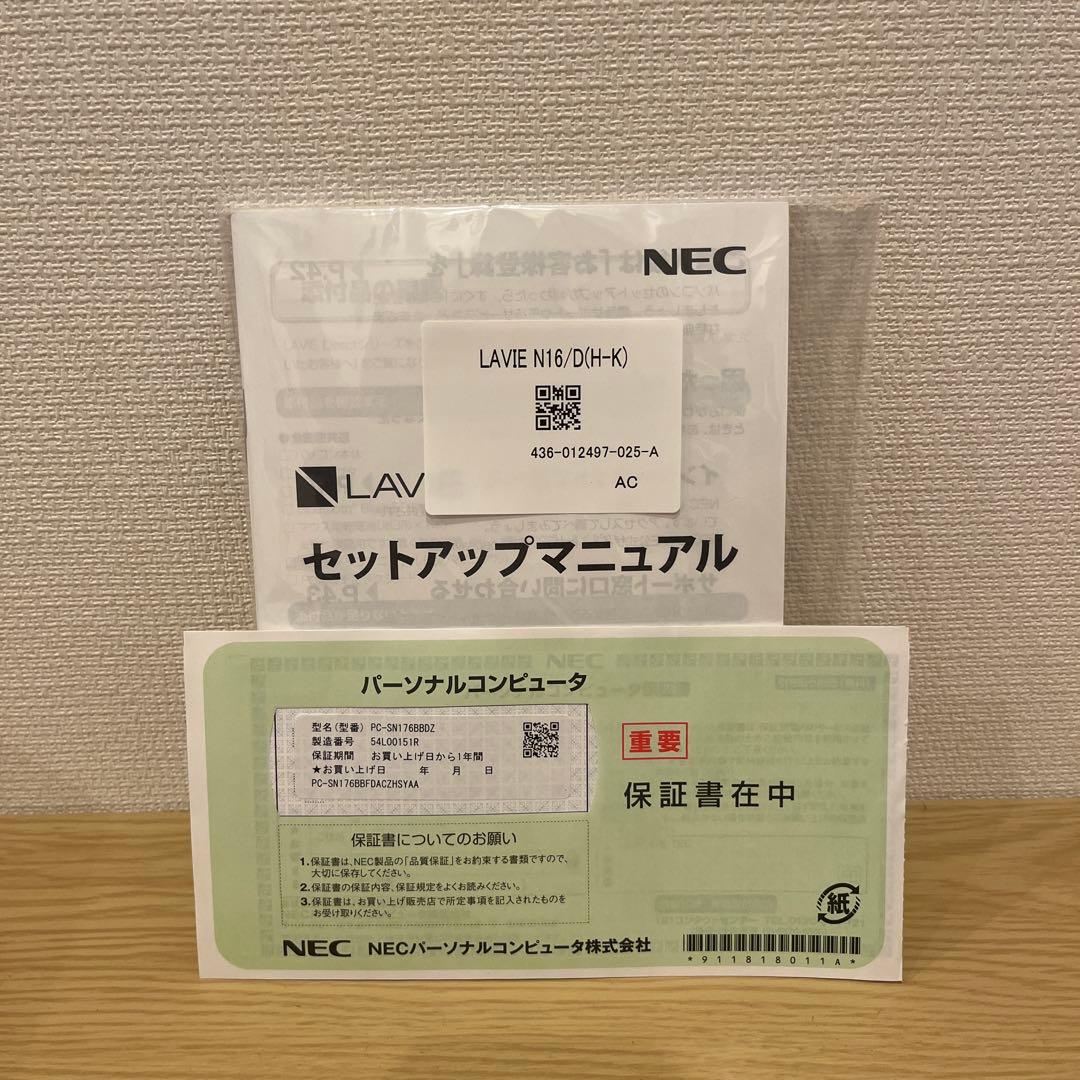 NEC
LAVIE N16/D(H-K)
436-012497-025-A
AC
LAV
セットアップマニュアル
パーソナルコンピュータ
型名(型番) PC-SN176BBDZ
製造番号 54L00151R
保証期間 お買い上げ日から1年間
★お買い上げ日 年 月 日
PC-SN176BBFDACZHSYAA
重要
保証書在中
保証書についてのお願い
1.保証書は、NEC製品の「品質保証」をお約束する書類ですので、
大切に保存してください。
2.保証書の保証内容、保証規定をよくお読みください。
3.保証書は、お買い上げ販売店で所定事項を記入されたものを
お受け取りください。
紙
NEC NECパーソナルコンピュータ株式会社
*911818011A*